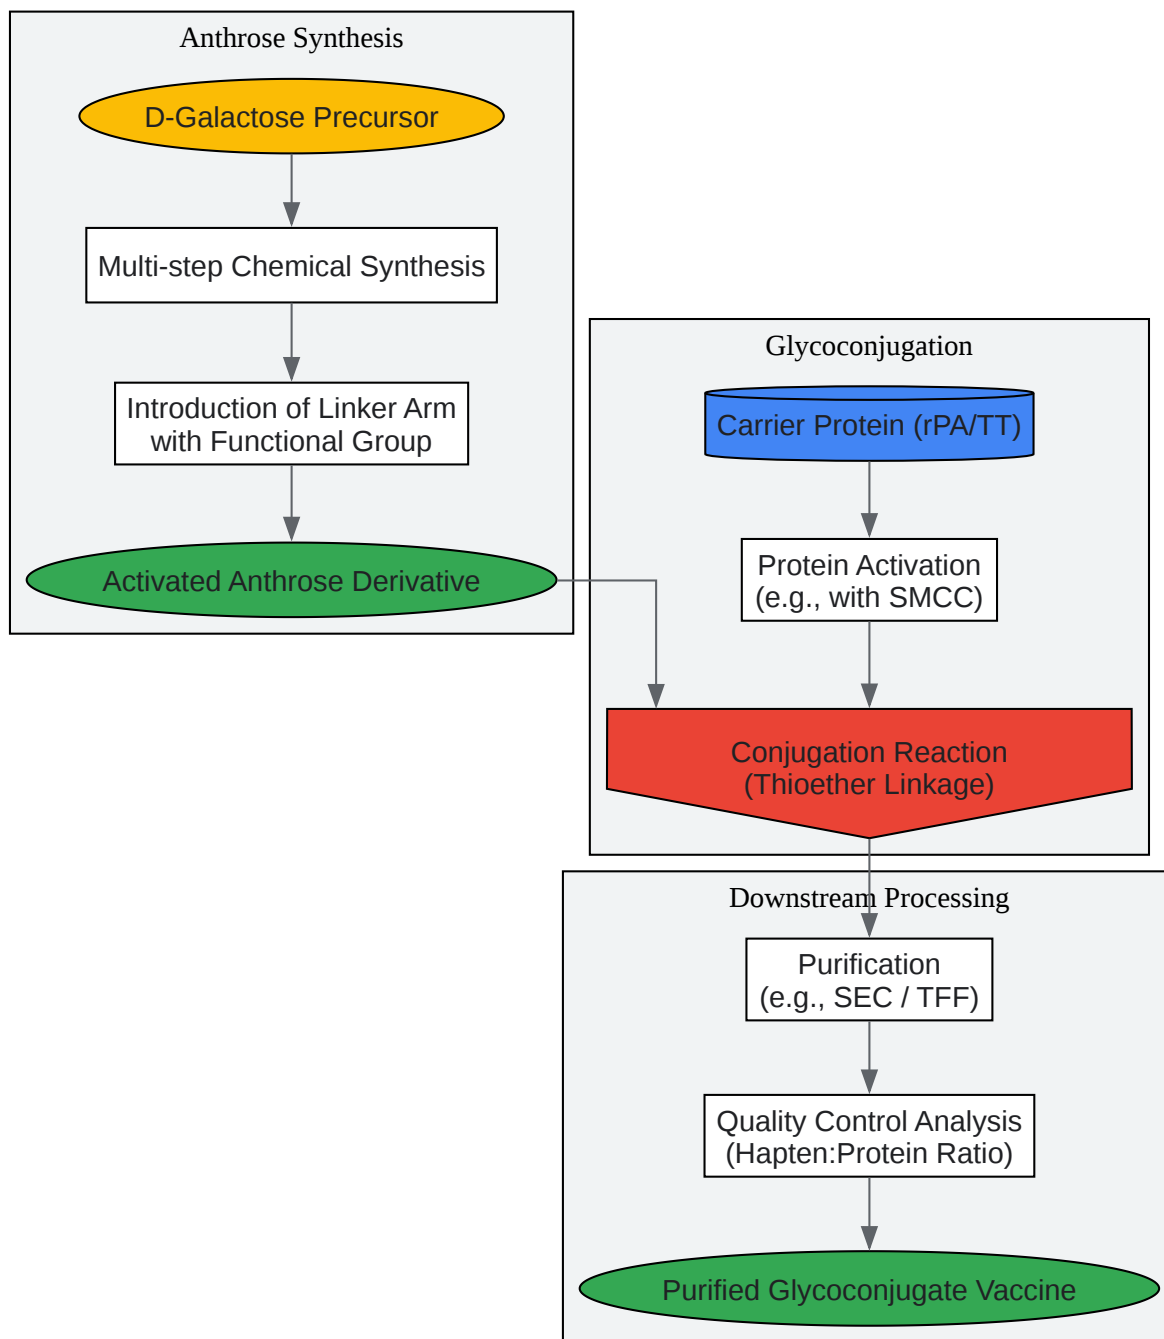 Anthrose Synthesis
D-Galactose Precursor
Multi-step Chemical Synthesis
Introduction of Linker Arm
with Functional Group
Activated Anthrose Derivative
Glycoconjugation
Carrier Protein (rPA/TT)
Protein Activation
(e.g., with SMCC)
Conjugation Reaction
(Thioether Linkage)
Downstream Processing
Purification
(e.g., SEC / TFF)
Quality Control Analysis
(Hapten:Protein Ratio)
Purified Glycoconjugate Vaccine